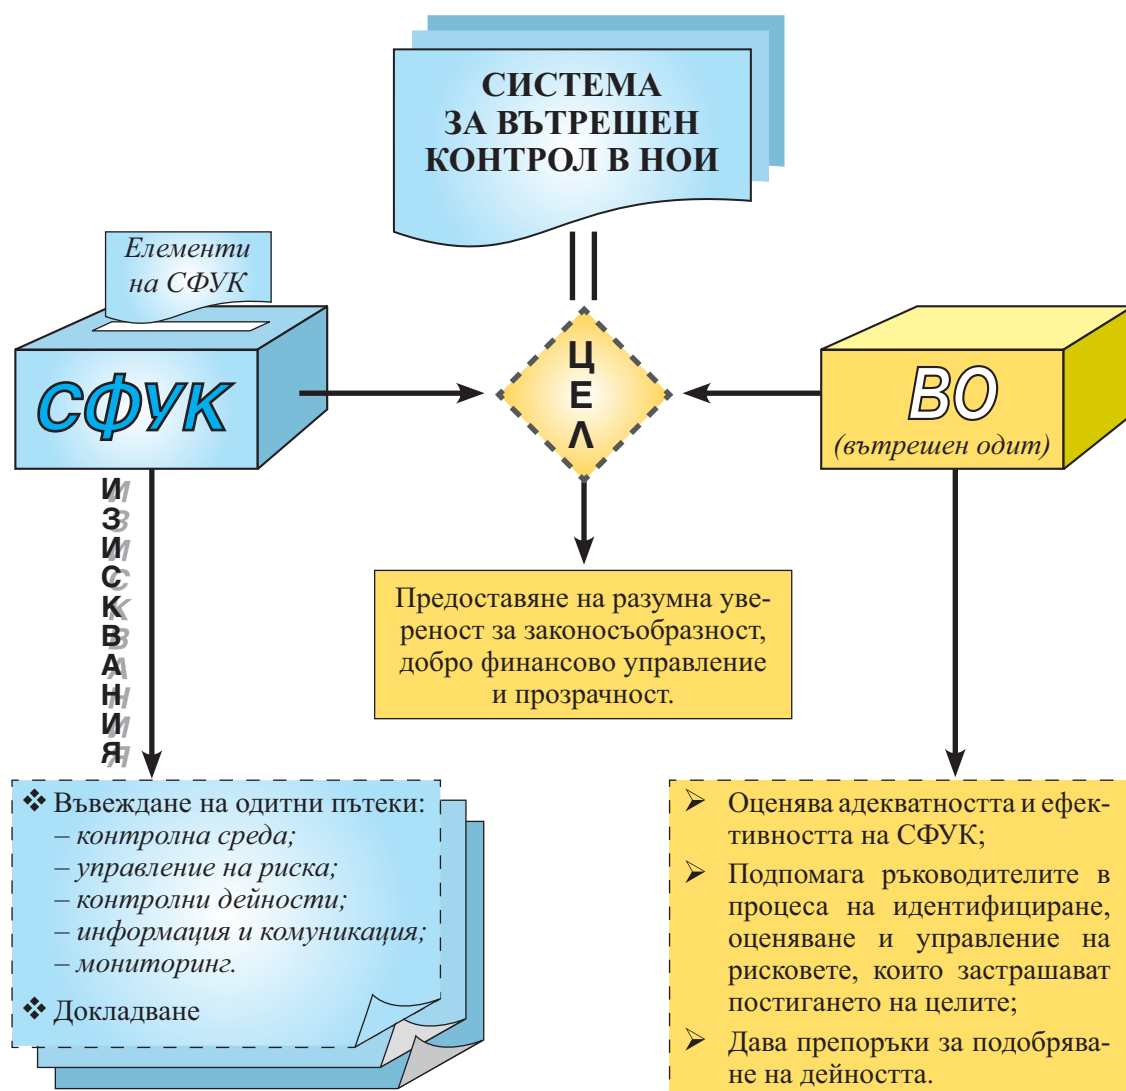 СИСТЕМА
ЗА ВЪТРЕШЕН
КОНТРОЛ В НОИ
Елементи
на СФУК
СФУК
ЦЕЛ
ВО
(вътрешен одит)
ИЗИСКВАНИЯ
Предоставяне на разумна уве-
реност за законосъобразност,
добро финансово управление
и прозрачност.
❖ Въвеждане на одитни пътеки:
– контролна среда;
– управление на риска;
– контролни дейности;
– информация и комуникация;
– мониторинг.
❖ Докладване
➢ Оценява адекватността и ефек-
тивността на СФУК;
➢ Подпомага ръководителите в
процеса на идентифициране,
оценяване и управление на
рисковете, които застрашават
постигането на целите;
➢ Дава препоръки за подобрява-
не на дейността.